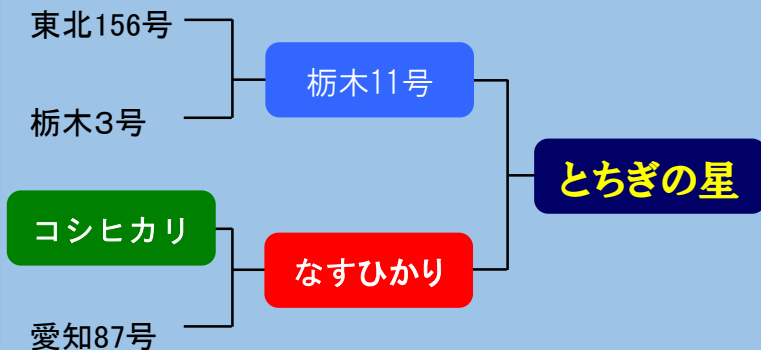 東北156号
栃木11号
栃木３号
とちぎの星
コシヒカリ
なすひかり
愛知87号